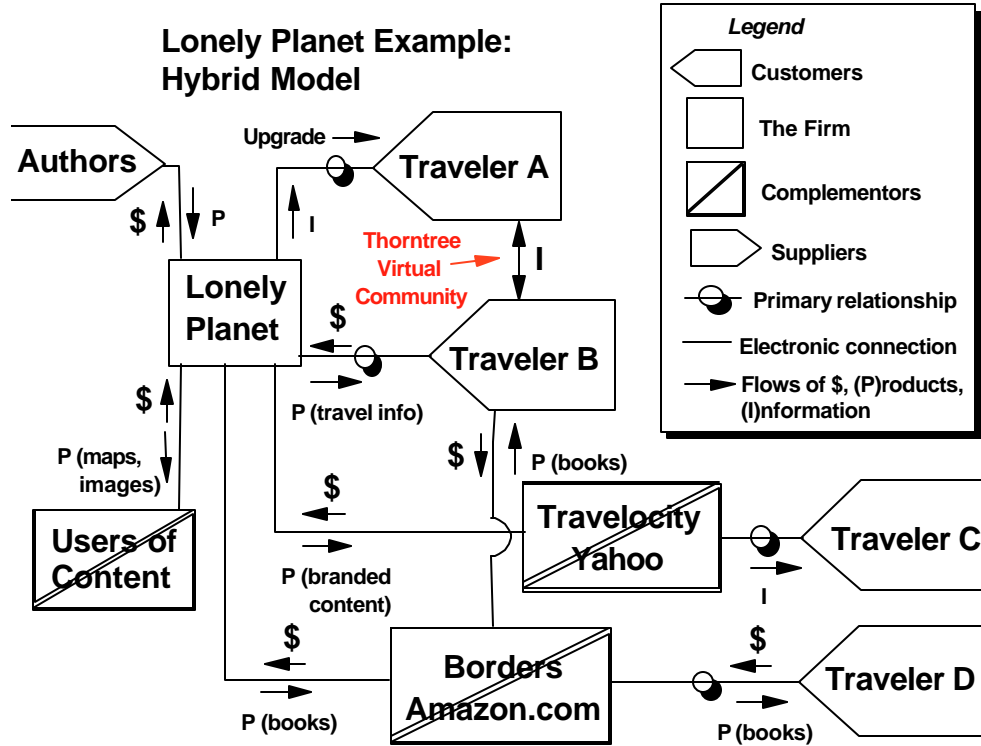 Lonely Planet Example:
Hybrid Model
Legend
Customers
The Firm
Complementors
Suppliers
Primary relationship
Electronic connection
Flows of $, (P)roducts,
(I)nformation
Authors
$
P
Upgrade
I
Traveler A
Thorntree
Virtual
Community
I
Lonely
Planet
$
P (travel info)
Traveler B
$
P (maps,
images)
$
P (books)
Users of
Content
$
P (branded
content)
Travelocity
Yahoo
I
Traveler C
$
P (books)
Borders
Amazon.com
$
P (books)
Traveler D